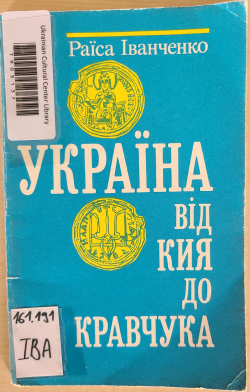 Ukrainian Cultural Center Library
Раїса Іванченко
УКРАЇНА
ВІД
КИЯ
ДО
КРАВЧУКА
161.191
ІВА